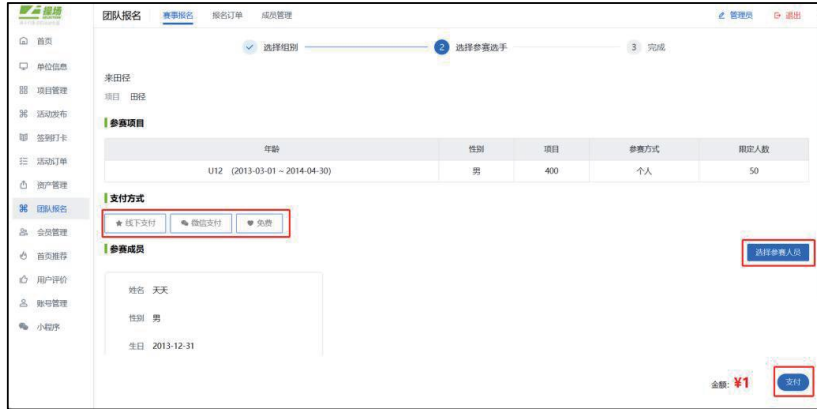 操场
团队报名 赛事报名 报名订单 成员管理 管理员 退出
首页
单位信息
项目管理
活动发布
签到打卡
活动订单
资产管理
团队报名
会员管理
首页推荐
用户评价
账号管理
小程序
选择组别 2 选择参赛选手 3 完成
来田径
项目 田径
参赛项目
年龄 性别 项目 参赛方式 限定人数
U12 (2013-03-01 ~ 2014-04-30) 男 400 个人 50
支付方式
线下支付 微信支付 免费
参赛成员 选择参赛人员
姓名 天天
性别 男
生日 2013-12-31
金额: ¥1 支付